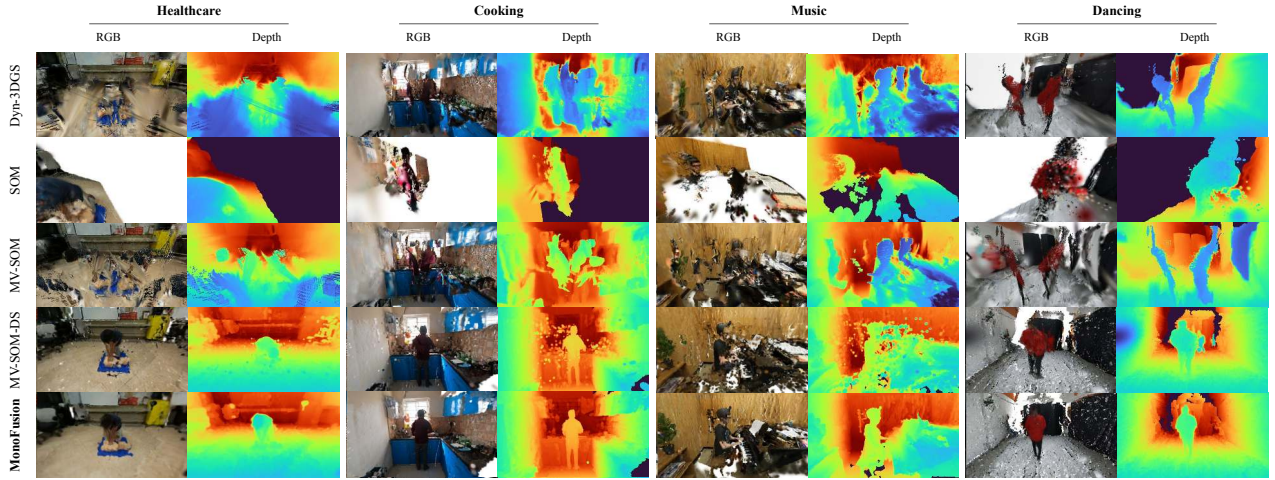 Healthcare Cooking Music Dancing
RGB Depth RGB Depth RGB Depth RGB Depth
Dyn-3DGS
SOM
MV-SOM
MV-SOM-DS
MonoFusion